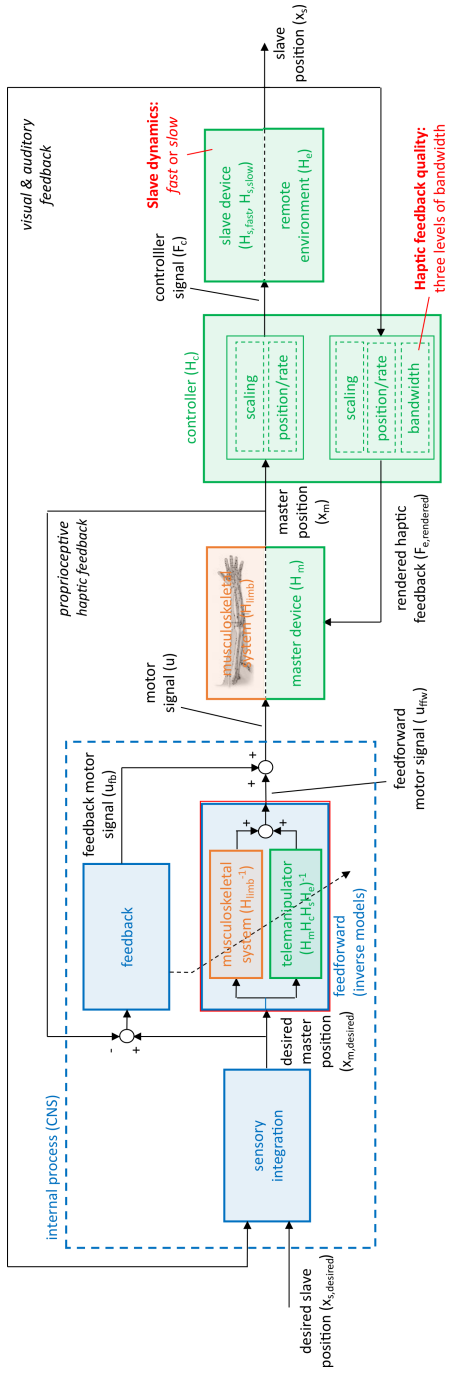 visual & auditory
feedback
proprioceptive
haptic feedback
internal process (CNS)
feedback motor
signal (ufb)
feedback
-
+
sensory
integration
desired slave
position (xs,desired)
desired
master
position
(xm,desired)
musculoskeletal
system (Hlimb-1)
telemanipulator
(HmHcHsHe)-1
+
+
feedforward
(inverse models)
+
+
feedforward
motor signal ( uffw)
motor
signal (u)
musculoskeletal
system (Hlimb)
master device (H m)
master
position
(xm)
rendered haptic
feedback (Fe,rendered)
controller (Hc)
scaling
position/rate
scaling
position/rate
bandwidth
controlller
signal (Fc)
Slave dynamics:
fast or slow
slave device
(Hs,fast, Hs,slow)
remote
environment (He)
slave
position (xs)
Haptic feedback quality:
three levels of bandwidth